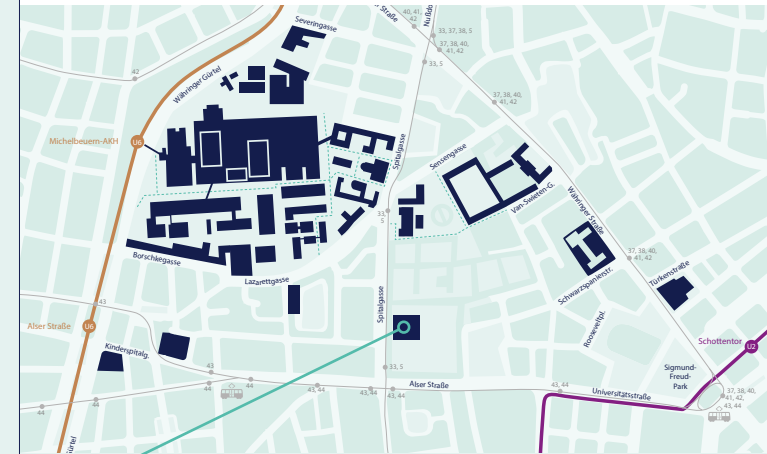 Straße
Nußdo
40, 41,
42
Severingasse
33, 37, 38, 5
37, 38, 40,
41, 42
33, 5
42
Währinger Gürtel
37, 38, 40,
41, 42
Michelbeuern-AKH
U6
Spitalgasse
Sensengasse
Van-Swieten-G.
Währinger Straße
33,
5
37, 38, 40,
41, 42
Borschkegasse
Lazarettgasse
Türkenstraße
Schwarzspanierstr.
43
Spitalgasse
Rooseveltpl.
Alser Straße
U6
Schottentor
U2
Kinderspitalg.
Sigmund-
Freud-
Park
33, 5
43
44
44
43, 44
43, 44
43, 44
Alser Straße
43, 44
Universitätsstraße
37, 38, 40,
41, 42,
43, 44
44
44
Gürtel